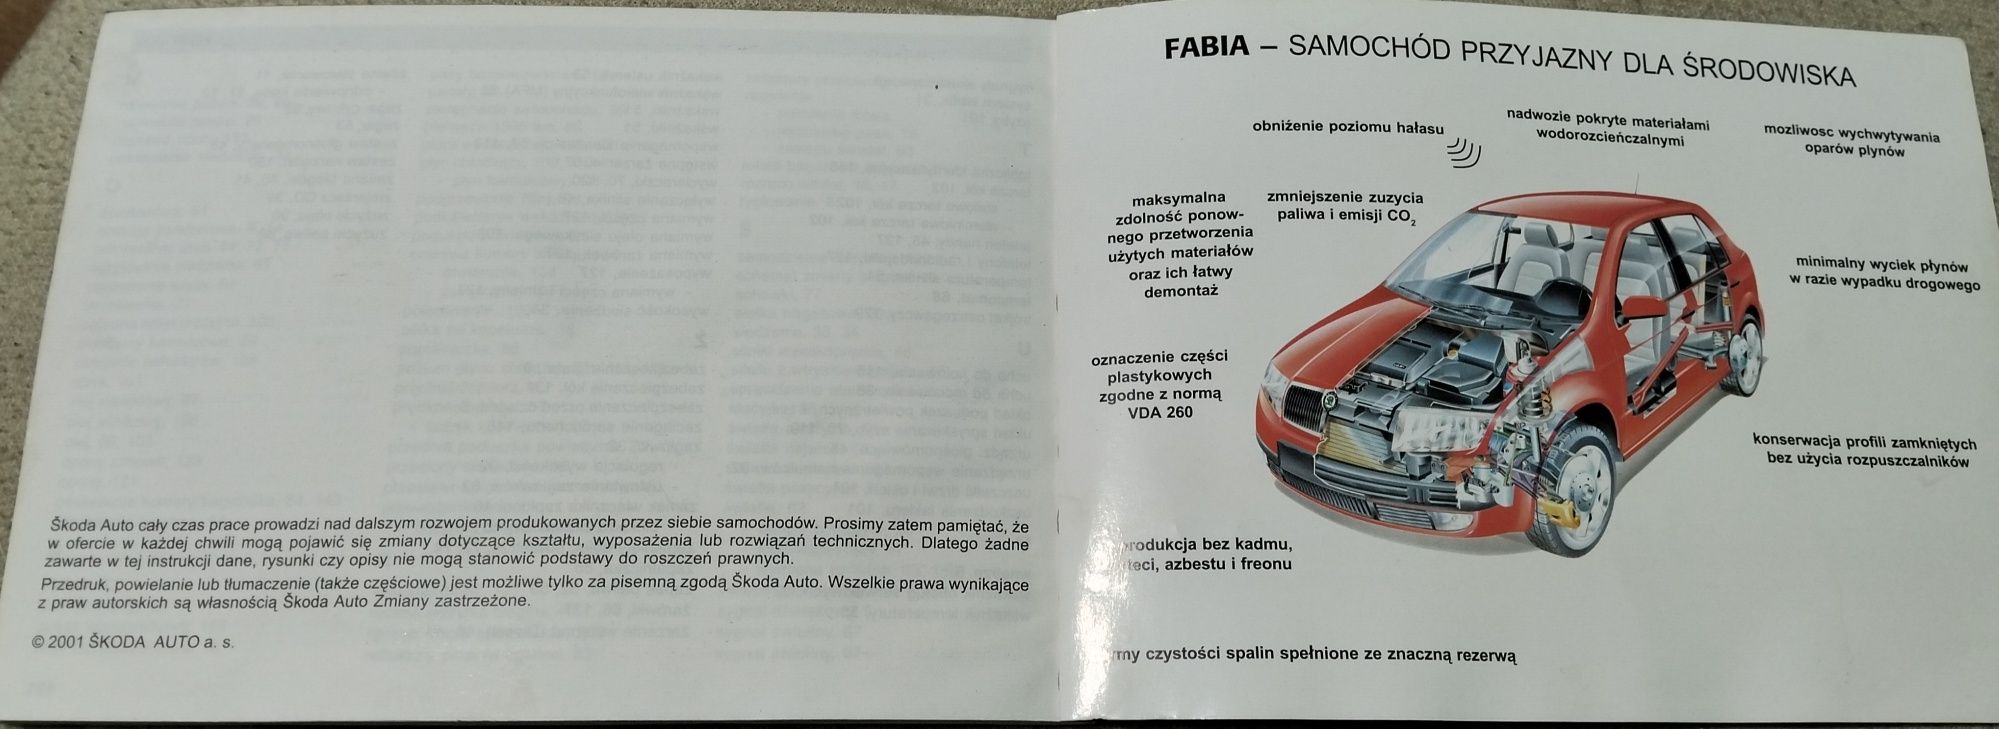 Škoda Auto cały czas prace prowadzi nad dalszym rozwojem produkowanych przez siebie samochodów. Prosimy zatem pamiętać, że
w ofercie w każdej chwili mogą pojawić się zmiany dotyczące kształtu, wyposażenia lub rozwiązań technicznych. Dlatego żadne
zawarte w tej instrukcji dane, rysunki czy opisy nie mogą stanowić podstawy do roszczeń prawnych.
Przedruk, powielanie lub tłumaczenie (także częściowe) jest możliwe tylko za pisemną zgodą Škoda Auto. Wszelkie prawa wynikające
z praw autorskich są własnością Škoda Auto Zmiany zastrzeżone.
© 2001 ŠKODA AUTO a. s.
FABIA – SAMOCHÓD PRZYJAZNY DLA ŚRODOWISKA
obniżenie poziomu hałasu
nadwozie pokryte materiałami
wodorozcieńczalnymi
mozliwosc wychwytywania
oparów plynów
maksymalna
zdolność ponow-
nego przetworzenia
użytych materiałów
oraz ich łatwy
demontaż
zmniejszenie zuzycia
paliwa i emisji CO₂
minimalny wyciek płynów
w razie wypadku drogowego
oznaczenie części
plastykowych
zgodne z normą
VDA 260
konserwacja profili zamkniętych
bez użycia rozpuszczalników
rodukcja bez kadmu,
teci, azbestu i freonu
rmy czystości spalin spełnione ze znaczną rezerwą